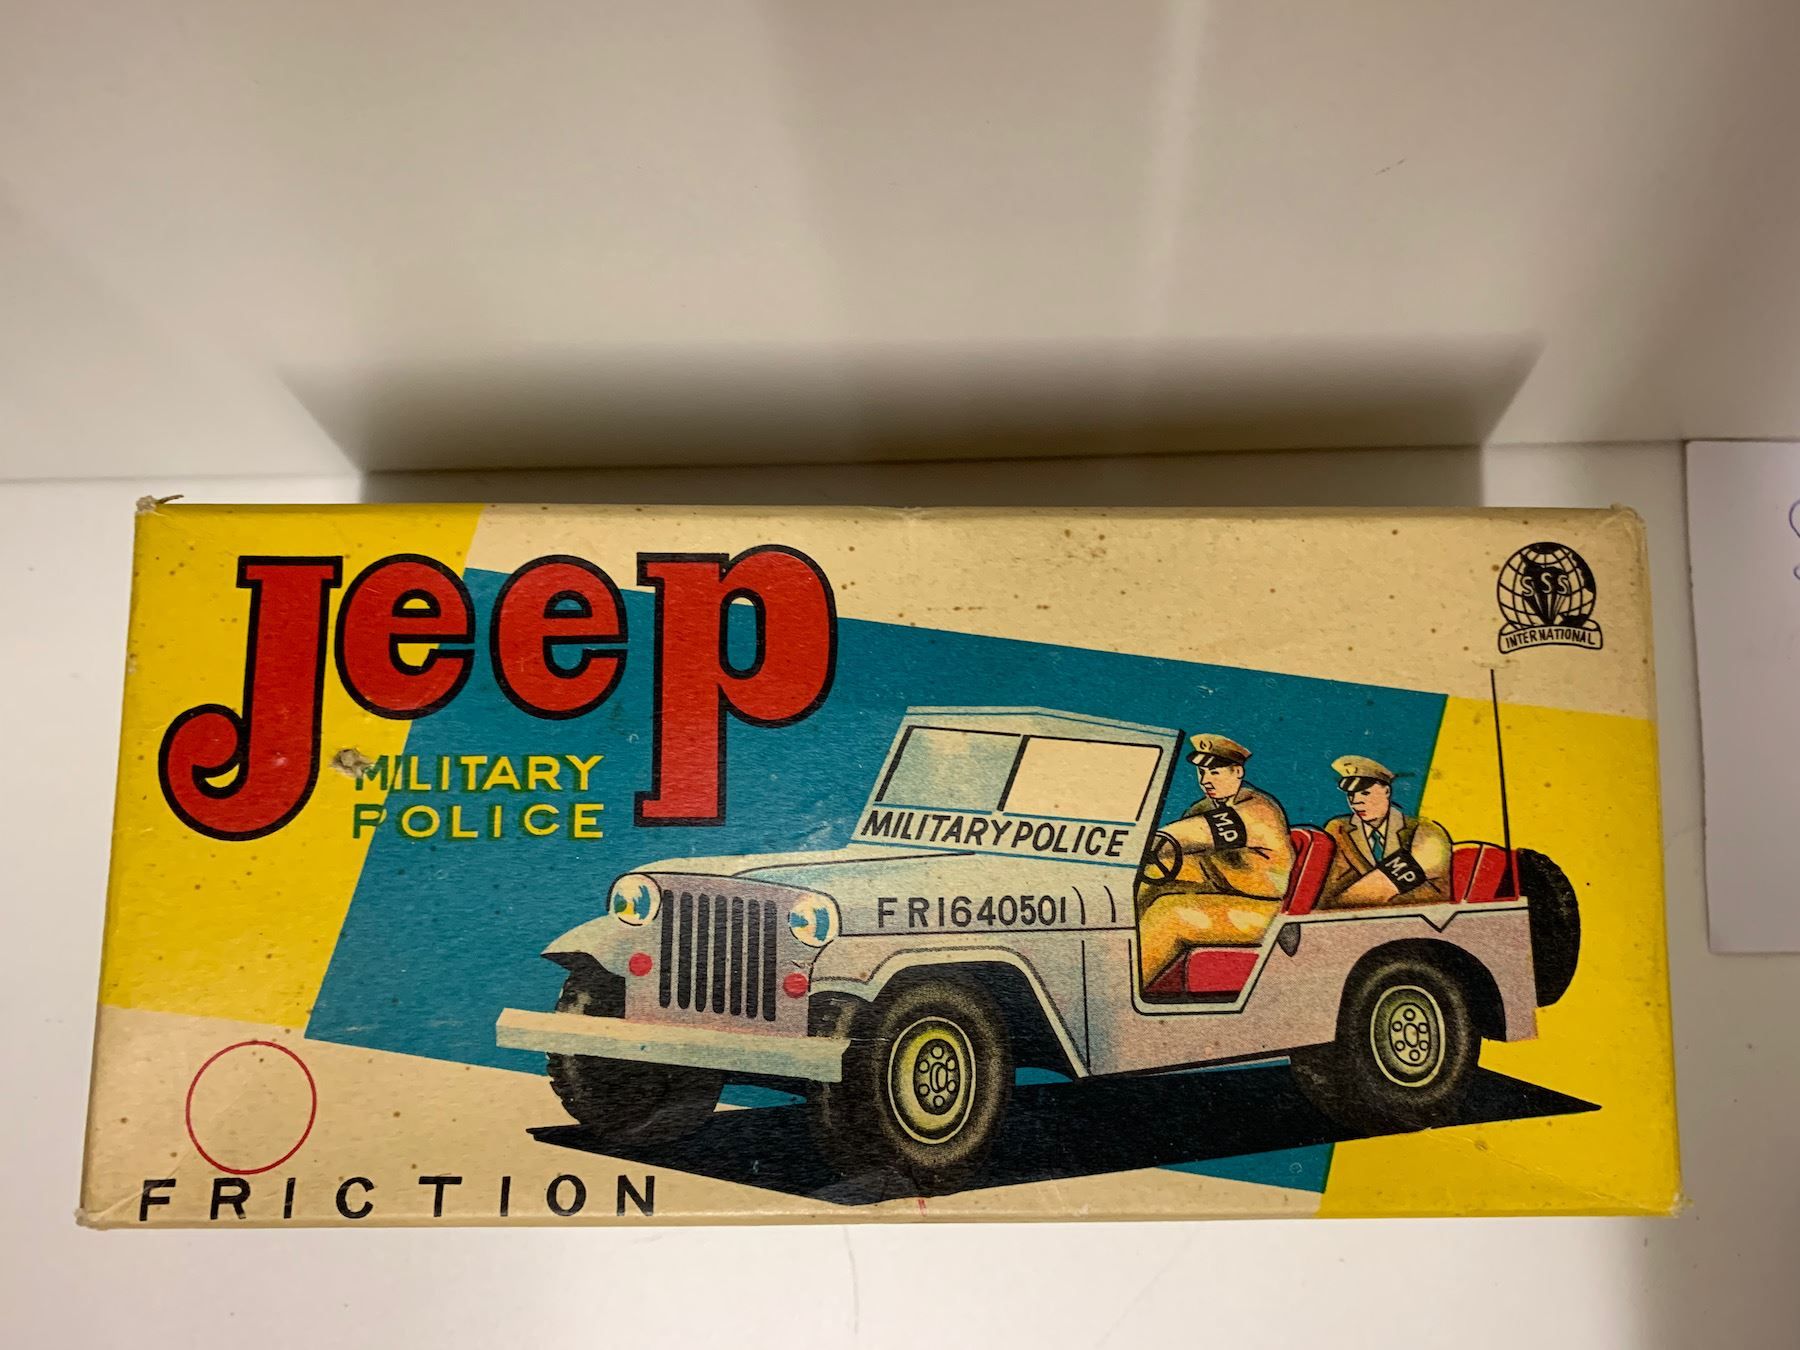 Jeep
MILITARY
POLICE
SSS
INTERNATIONAL
MILITARY POLICE
M.P
M.P
FR1640501
FRICTION